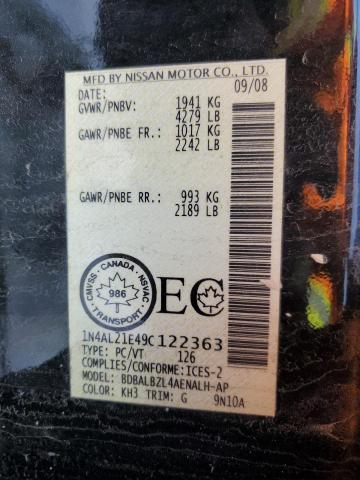 MFD BY NISSAN MOTOR CO., LTD.
DATE: 09/08
GVWR/PNBV: 1941 KG
4279 LB
GAWR/PNBE FR: 1017 KG
2242 LB
GAWR/PNBE RR: 993 KG
2189 LB
CMVSS · CANADA · NSVAC
986
TRANSPORT
EC
1N4AL21E49C122363
TYPE: PC/VT 126
COMPLIES/CONFORME:ICES-2
MODEL: BDBALBZL4AENALH-AP
COLOR: KH3 TRIM: G 9N10A